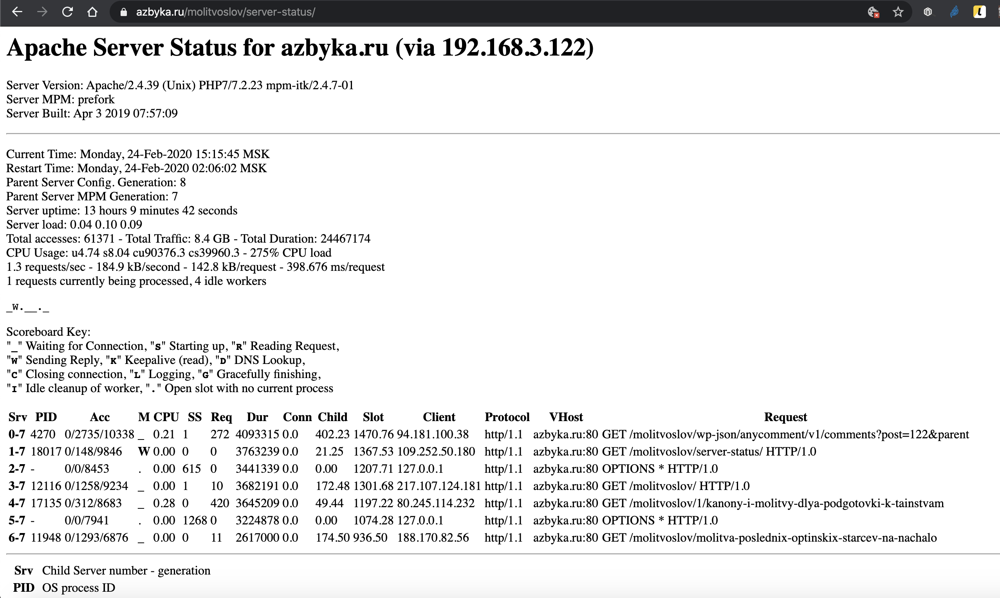 azbyka.ru/molitvoslov/server-status/
Apache Server Status for azbyka.ru (via 192.168.3.122)
Server Version: Apache/2.4.39 (Unix) PHP7/7.2.23 mpm-itk/2.4.7-01
Server MPM: prefork
Server Built: Apr 3 2019 07:57:09
Current Time: Monday, 24-Feb-2020 15:15:45 MSK
Restart Time: Monday, 24-Feb-2020 02:06:02 MSK
Parent Server Config. Generation: 8
Parent Server MPM Generation: 7
Server uptime: 13 hours 9 minutes 42 seconds
Server load: 0.04 0.10 0.09
Total accesses: 61371 - Total Traffic: 8.4 GB - Total Duration: 24467174
CPU Usage: u4.74 s8.04 cu90376.3 cs39960.3 - 275% CPU load
1.3 requests/sec - 184.9 kB/second - 142.8 kB/request - 398.676 ms/request
1 requests currently being processed, 4 idle workers
_W.__._
Scoreboard Key:
"_" Waiting for Connection, "S" Starting up, "R" Reading Request,
"W" Sending Reply, "K" Keepalive (read), "D" DNS Lookup,
"C" Closing connection, "L" Logging, "G" Gracefully finishing,
"I" Idle cleanup of worker, "." Open slot with no current process
Srv PID Acc M CPU SS Req Dur Conn Child Slot Client Protocol VHost Request
0-7 4270 0/2735/10338 _ 0.21 1 272 4093315 0.0 402.23 1470.76 94.181.100.38 http/1.1 azbyka.ru:80 GET /molitvoslov/wp-json/anycomment/v1/comments?post=122&parent
1-7 18017 0/148/9846 W 0.00 0 0 3763239 0.0 21.25 1367.53 109.252.50.180 http/1.1 azbyka.ru:80 GET /molitvoslov/server-status/ HTTP/1.0
2-7 - 0/0/8453 . 0.00 615 0 3441339 0.0 0.00 1207.71 127.0.0.1 http/1.1 azbyka.ru:80 OPTIONS * HTTP/1.0
3-7 12116 0/1258/9234 _ 0.00 1 10 3682191 0.0 172.48 1301.68 217.107.124.181 http/1.1 azbyka.ru:80 GET /molitvoslov/ HTTP/1.0
4-7 17135 0/312/8683 _ 0.28 0 420 3645209 0.0 49.44 1197.22 80.245.114.232 http/1.1 azbyka.ru:80 GET /molitvoslov/1/kanony-i-molitvy-dlya-podgotovki-k-tainstvam
5-7 - 0/0/7941 . 0.00 1268 0 3224878 0.0 0.00 1074.28 127.0.0.1 http/1.1 azbyka.ru:80 OPTIONS * HTTP/1.0
6-7 11948 0/1293/6876 _ 0.00 0 11 2617000 0.0 174.50 936.50 188.170.82.56 http/1.1 azbyka.ru:80 GET /molitvoslov/molitva-poslednix-optinskix-starcev-na-nachalo
Srv Child Server number - generation
PID OS process ID